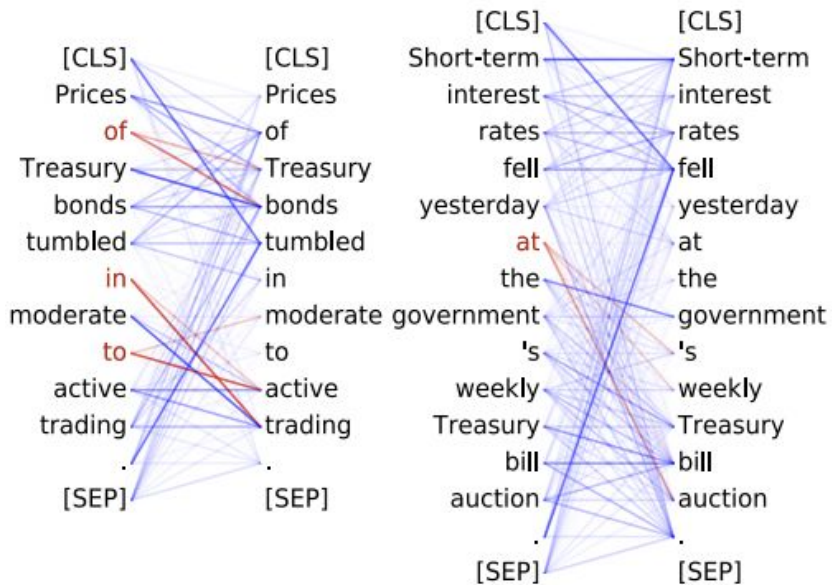 [CLS]
Prices
of
Treasury
bonds
tumbled
in
moderate
to
active
trading
.
[SEP]
[CLS]
Prices
of
Treasury
bonds
tumbled
in
moderate
to
active
trading
.
[SEP]
[CLS]
Short-term
interest
rates
fell
yesterday
at
the
government
's
weekly
Treasury
bill
auction
.
[SEP]
[CLS]
Short-term
interest
rates
fell
yesterday
at
the
government
's
weekly
Treasury
bill
auction
.
[SEP]